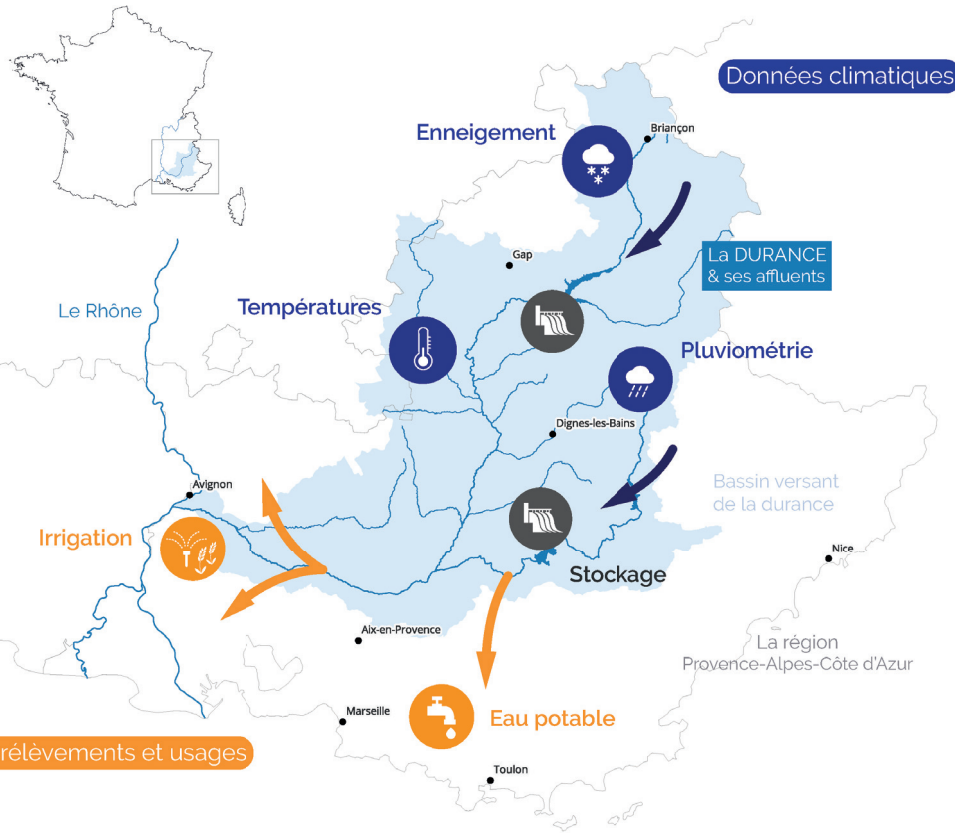 Données climatiques
Enneigement
Briançon
La DURANCE
& ses affluents
Gap
Le Rhône
Températures
Pluviométrie
Dignes-les-Bains
Avignon
Bassin versant
de la durance
Irrigation
Nice
Stockage
Aix-en-Provence
La région
Provence-Alpes-Côte d'Azur
Marseille
Eau potable
rélèvements et usages
Toulon